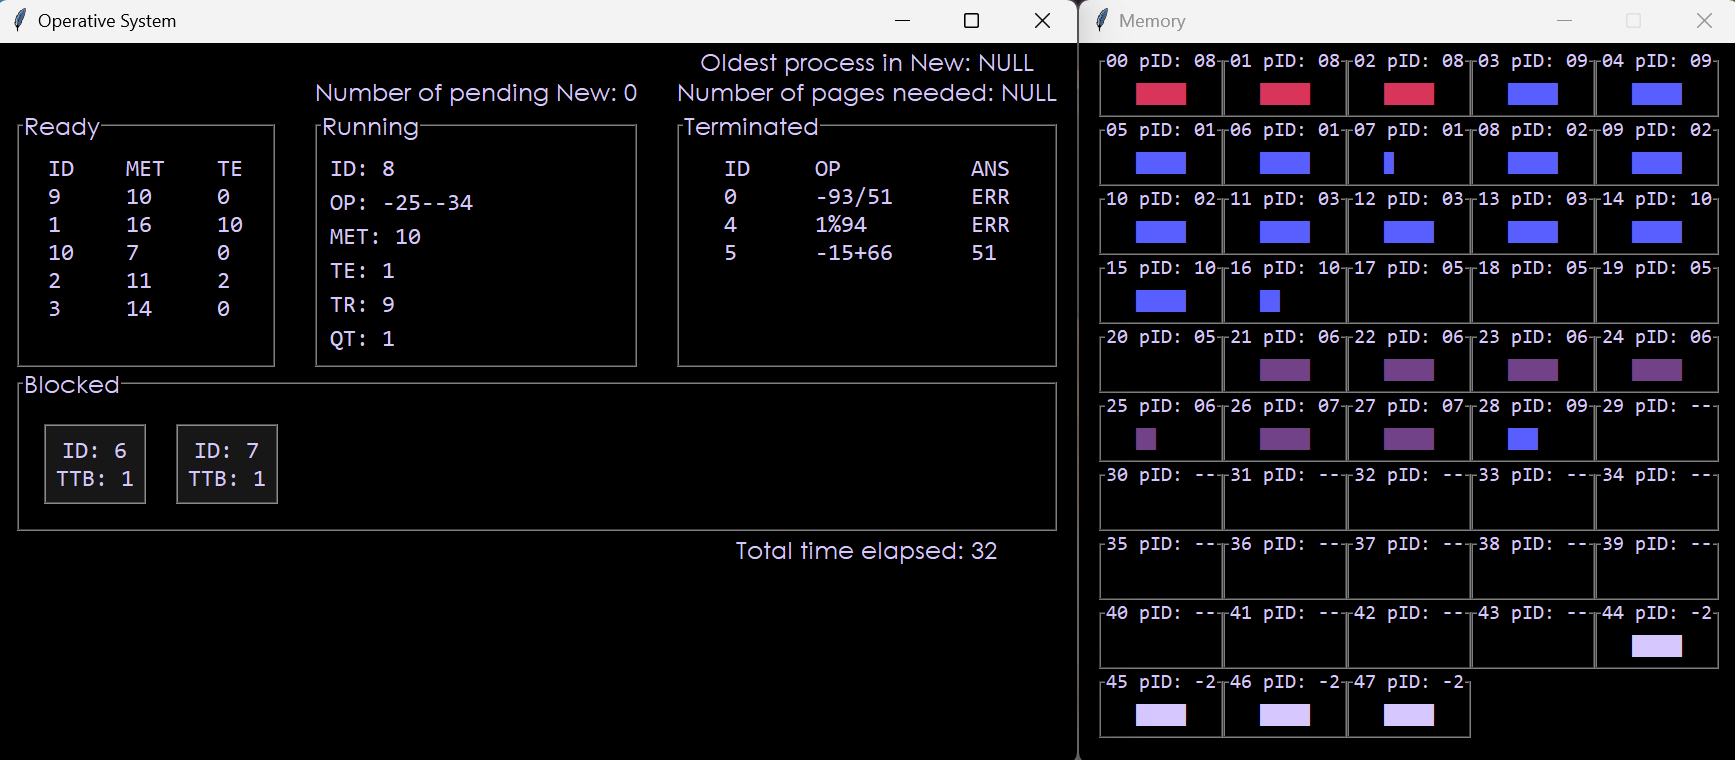 Operative System
Oldest process in New: NULL
Number of pending New: 0 Number of pages needed: NULL
Ready
ID MET TE
9 10 0
1 16 10
10 7 0
2 11 2
3 14 0
Running
ID: 8
OP: -25--34
MET: 10
TE: 1
TR: 9
QT: 1
Terminated
ID OP ANS
0 -93/51 ERR
4 1%94 ERR
5 -15+66 51
Blocked
ID: 6
TTB: 1
ID: 7
TTB: 1
Total time elapsed: 32
Memory
00 pID: 08 01 pID: 08 02 pID: 08 03 pID: 09 04 pID: 09
05 pID: 01 06 pID: 01 07 pID: 01 08 pID: 02 09 pID: 02
10 pID: 02 11 pID: 03 12 pID: 03 13 pID: 03 14 pID: 10
15 pID: 10 16 pID: 10 17 pID: 05 18 pID: 05 19 pID: 05
20 pID: 05 21 pID: 06 22 pID: 06 23 pID: 06 24 pID: 06
25 pID: 06 26 pID: 07 27 pID: 07 28 pID: 09 29 pID: --
30 pID: -- 31 pID: -- 32 pID: -- 33 pID: -- 34 pID: --
35 pID: -- 36 pID: -- 37 pID: -- 38 pID: -- 39 pID: --
40 pID: -- 41 pID: -- 42 pID: -- 43 pID: -- 44 pID: -2
45 pID: -2 46 pID: -2 47 pID: -2